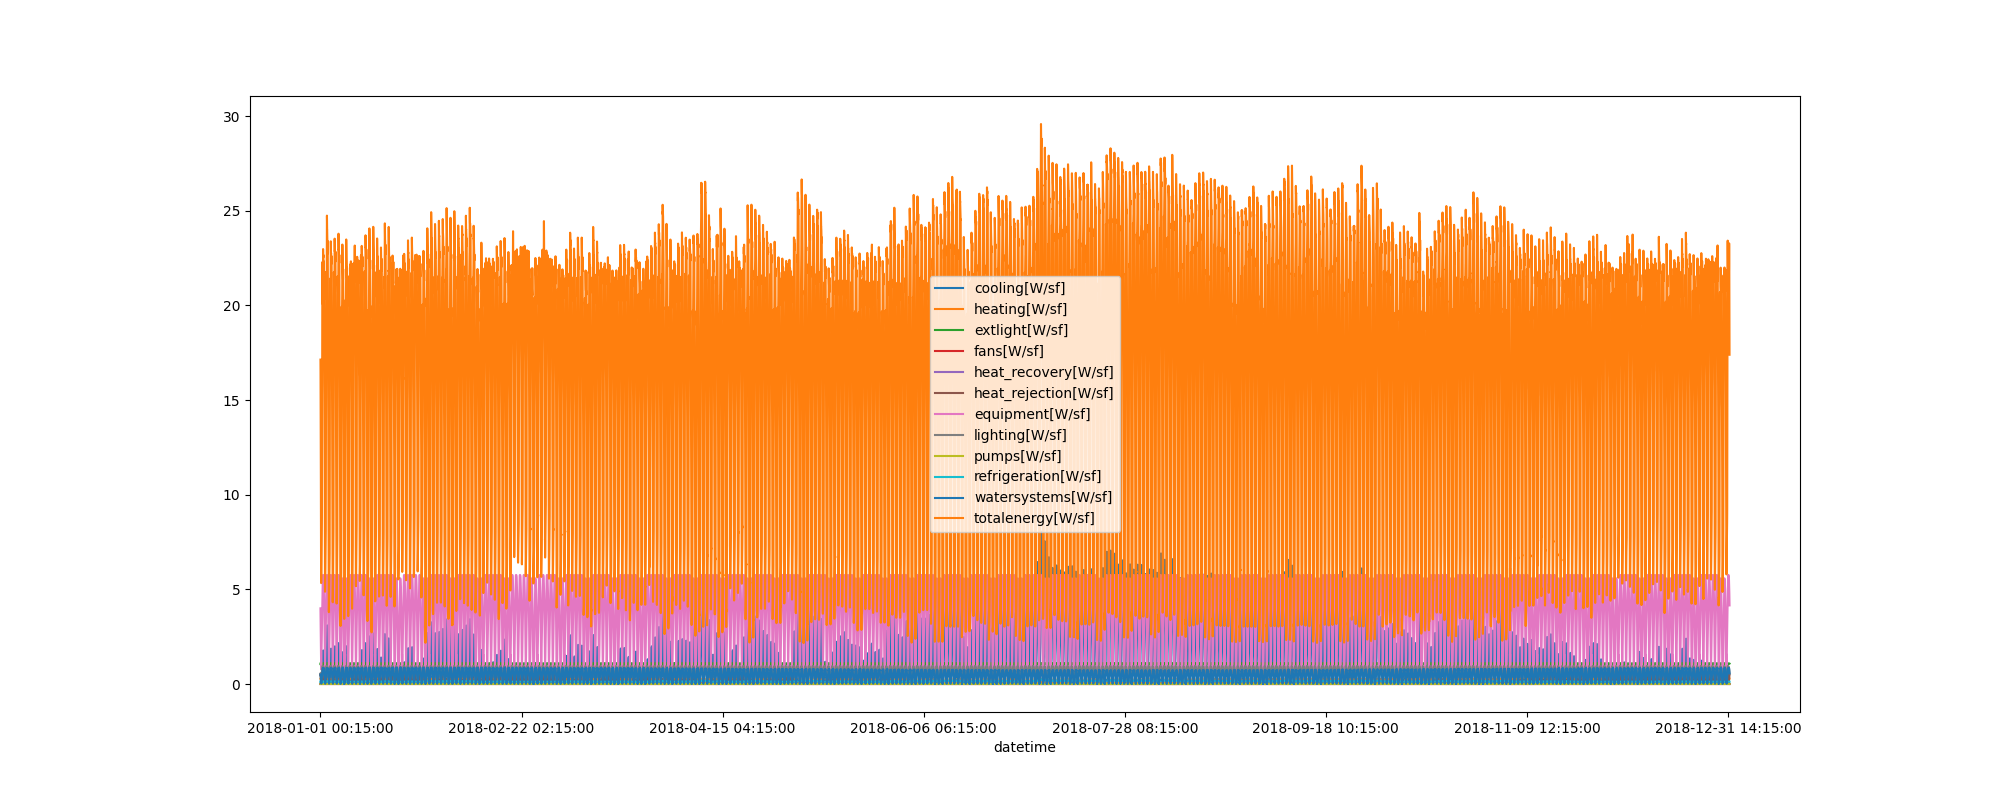 30
25
20
15
10
5
0
cooling[W/sf]
heating[W/sf]
extlight[W/sf]
fans[W/sf]
heat_recovery[W/sf]
heat_rejection[W/sf]
equipment[W/sf]
lighting[W/sf]
pumps[W/sf]
refrigeration[W/sf]
watersystems[W/sf]
totalenergy[W/sf]
2018-01-01 00:15:00 2018-02-22 02:15:00 2018-04-15 04:15:00 2018-06-06 06:15:00 2018-07-28 08:15:00 2018-09-18 10:15:00 2018-11-09 12:15:00 2018-12-31 14:15:00
datetime